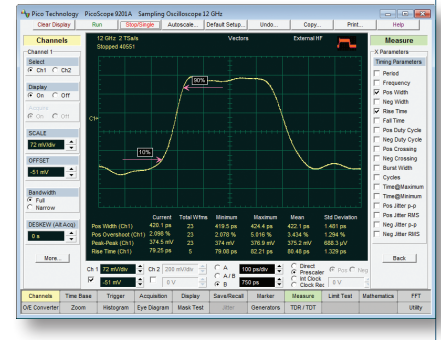 Pico Technology PicoScope 9201A Sampling Oscilloscope 12 GHz
Clear Display Run Stop/Single Autoscale... Default Setup... Undo... Copy... Print... Help
Channels
Channel 1
Select
Ch1 Ch2
Display
On Off
Acquire
On Off
SCALE
72 mV/div
OFFSET
-51 mV
Bandwidth
Full
Narrow
DESKEW (Alt Acq)
0 s
More...
12 GHz 2 TSa/s Vectors External HF
Stopped 40551
90%
Ch1
10%
Current Total Wfms Minimum Maximum Mean Std Deviation
Pos Width (Ch1) 420.1 ps 23 419.5 ps 424.4 ps 422.1 ps 1.481 ps
Pos Overshoot (Ch1) 2.098 % 23 2.078 % 5.816 % 3.434 % 1.294 %
Peak-Peak (Ch1) 374.5 mV 23 374 mV 376.9 mV 375.2 mV 688.3 µV
Rise Time (Ch1) 79.25 ps 5 79.08 ps 82.21 ps 80.48 ps 1.329 ps
Measure
X Parameters
Timing Parameters
Period
Frequency
Pos Width
Neg Width
Rise Time
Fall Time
Pos Duty Cycle
Neg Duty Cycle
Pos Crossing
Neg Crossing
Burst Width
Cycles
Time@Maximum
Time@Minimum
Pos Jitter p-p
Pos Jitter RMS
Neg Jitter p-p
Neg Jitter RMS
Back
Ch 1 72 mV/div Ch 2 200 mV/div A 100 ps/div Direct Pos Neg
A / B Prescaler
-51 mV 0 V B 750 ps Int Clock 0 V
Clock Rec
Channels Time Base Trigger Acquisition Display Save/Recall Marker Measure Limit Test Mathematics FFT
O/E Converter Zoom Histogram Eye Diagram Mask Test Jitter Generators TDR / TDT Utility